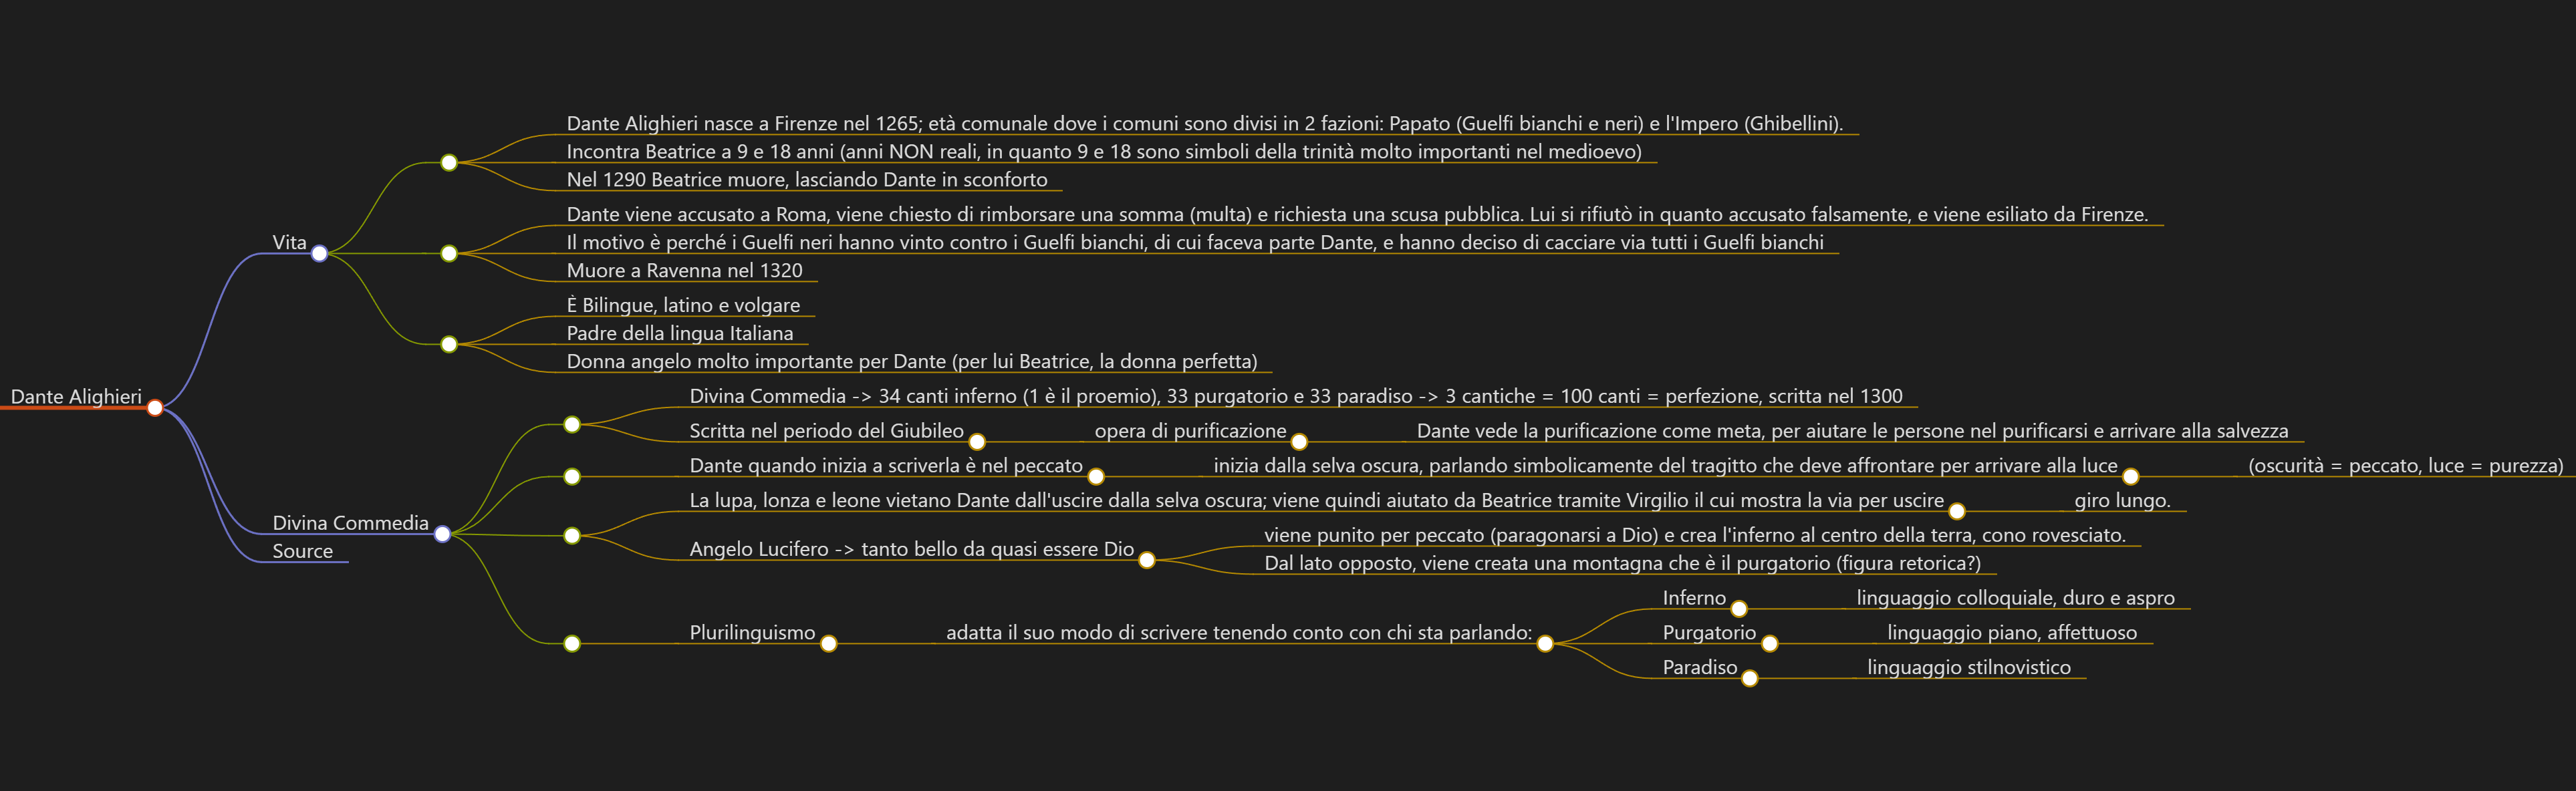 Dante Alighieri
Vita
Dante Alighieri nasce a Firenze nel 1265; età comunale dove i comuni sono divisi in 2 fazioni: Papato (Guelfi bianchi e neri) e l'Impero (Ghibellini).
Incontra Beatrice a 9 e 18 anni (anni NON reali, in quanto 9 e 18 sono simboli della trinità molto importanti nel medioevo)
Nel 1290 Beatrice muore, lasciando Dante in sconforto
Dante viene accusato a Roma, viene chiesto di rimborsare una somma (multa) e richiesta una scusa pubblica. Lui si rifiutò in quanto accusato falsamente, e viene esiliato da Firenze.
Il motivo è perché i Guelfi neri hanno vinto contro i Guelfi bianchi, di cui faceva parte Dante, e hanno deciso di cacciare via tutti i Guelfi bianchi
Muore a Ravenna nel 1320
È Bilingue, latino e volgare
Padre della lingua Italiana
Donna angelo molto importante per Dante (per lui Beatrice, la donna perfetta)
Divina Commedia
Divina Commedia -> 34 canti inferno (1 è il proemio), 33 purgatorio e 33 paradiso -> 3 cantiche = 100 canti = perfezione, scritta nel 1300
Scritta nel periodo del Giubileo
opera di purificazione
Dante vede la purificazione come meta, per aiutare le persone nel purificarsi e arrivare alla salvezza
Dante quando inizia a scriverla è nel peccato
inizia dalla selva oscura, parlando simbolicamente del tragitto che deve affrontare per arrivare alla luce
(oscurità = peccato, luce = purezza)
La lupa, lonza e leone vietano Dante dall'uscire dalla selva oscura; viene quindi aiutato da Beatrice tramite Virgilio il cui mostra la via per uscire
giro lungo.
Angelo Lucifero -> tanto bello da quasi essere Dio
viene punito per peccato (paragonarsi a Dio) e crea l'inferno al centro della terra, cono rovesciato.
Dal lato opposto, viene creata una montagna che è il purgatorio (figura retorica?)
Plurilinguismo
adatta il suo modo di scrivere tenendo conto con chi sta parlando:
Inferno
linguaggio colloquiale, duro e aspro
Purgatorio
linguaggio piano, affettuoso
Paradiso
linguaggio stilnovistico
Source